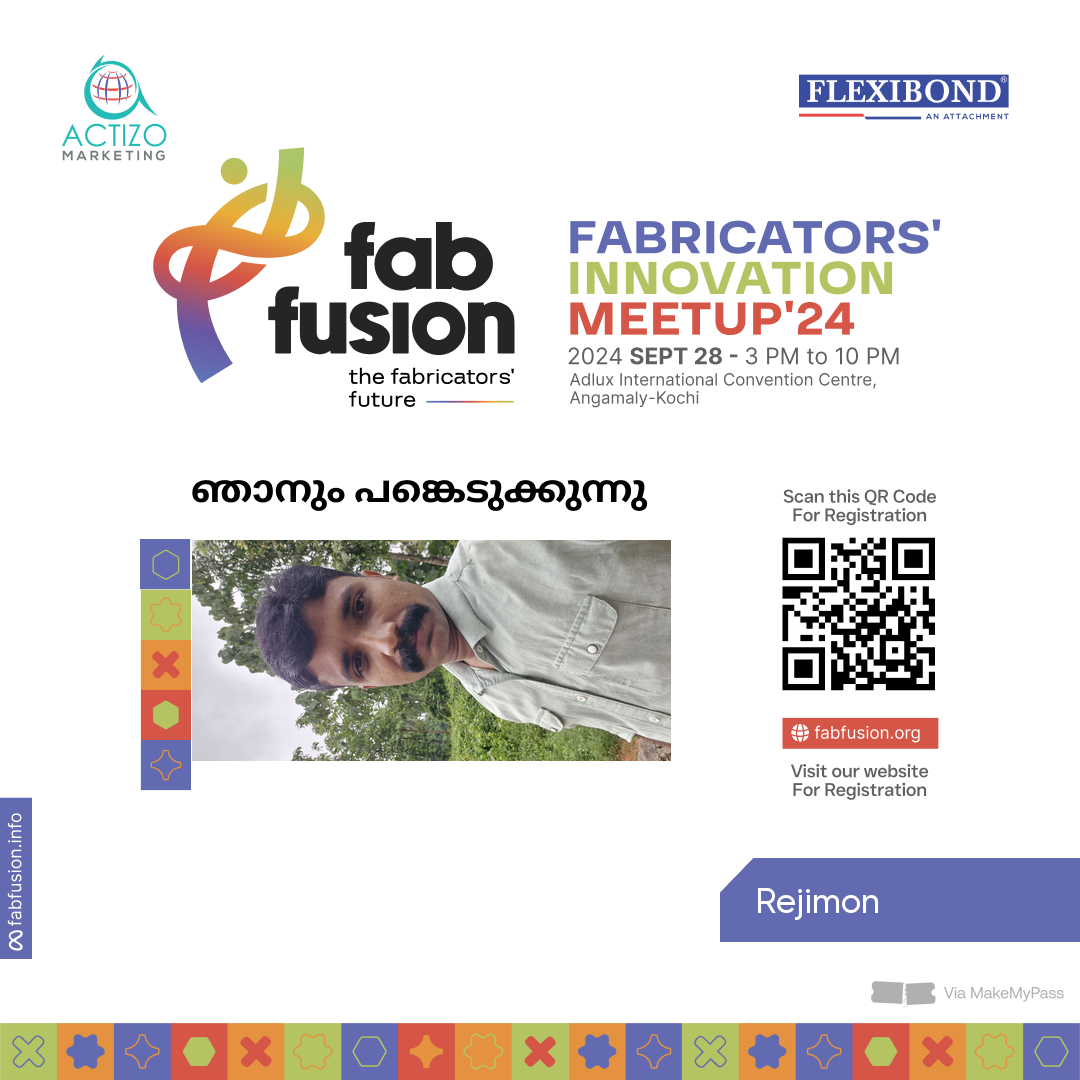 ACTIZO
MARKETING
FLEXIBOND®
AN ATTACHMENT
fab
fusion
the fabricators'
future
FABRICATORS'
INNOVATION
MEETUP'24
2024 SEPT 28 - 3 PM to 10 PM
Adlux International Convention Centre,
Angamaly-Kochi
ഞാനും പങ്കെടുക്കുന്നു
Scan this QR Code
For Registration
fabfusion.org
Visit our website
For Registration
fabfusion.info
Rejimon
Via MakeMyPass